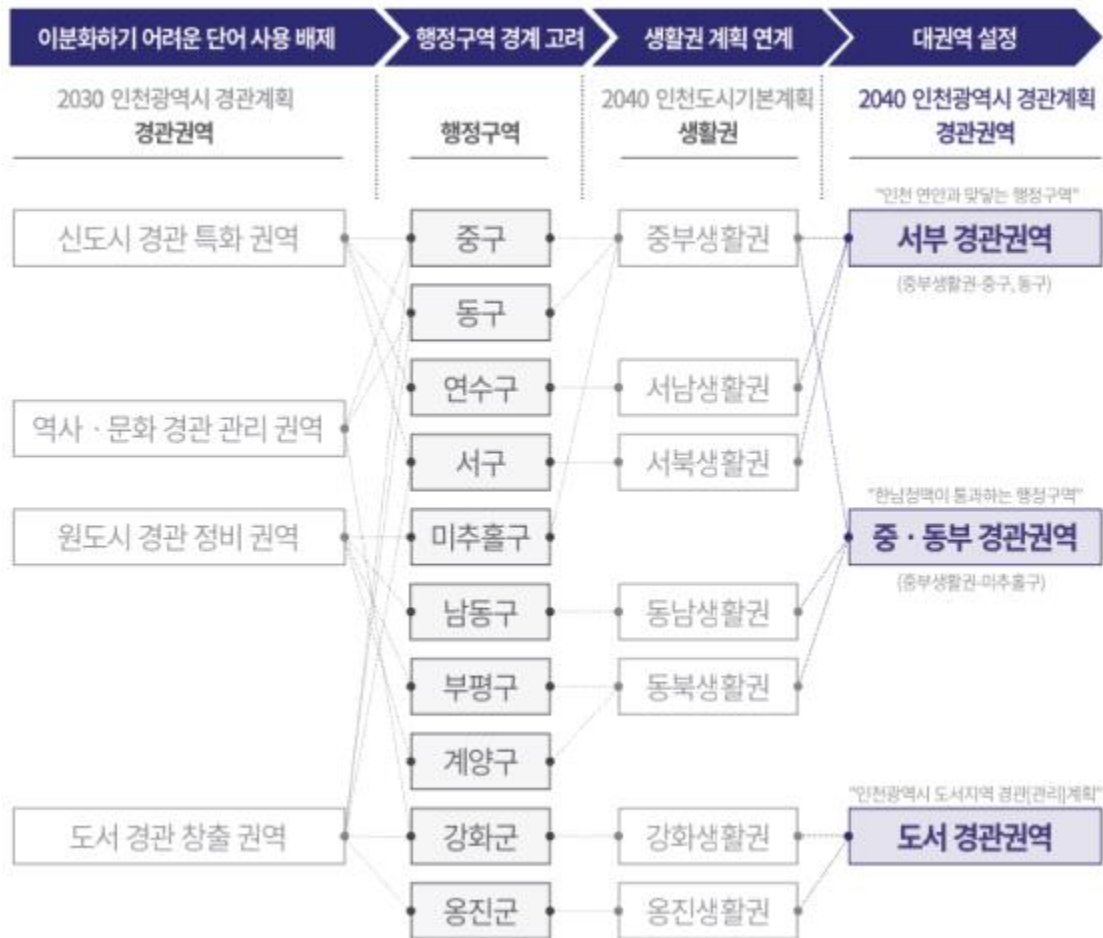 이분화하기 어려운 단어 사용 배제
행정구역 경계 고려
생활권 계획 연계
대권역 설정
2030 인천광역시 경관계획
경관권역
행정구역
2040 인천도시기본계획
생활권
2040 인천광역시 경관계획
경관권역
신도시 경관 특화 권역
역사 · 문화 경관 관리 권역
원도시 경관 정비 권역
도서 경관 창출 권역
중구
동구
연수구
서구
미추홀구
남동구
부평구
계양구
강화군
옹진군
중부생활권
서남생활권
서북생활권
동남생활권
동북생활권
강화생활권
옹진생활권
"인천 연안과 맞닿는 행정구역"
서부 경관권역
(중부생활권-중구, 동구)
"한남정맥이 통과하는 행정구역"
중 · 동부 경관권역
(중부생활권-미추홀구)
"인천광역시 도서지역 경관[관리]계획"
도서 경관권역